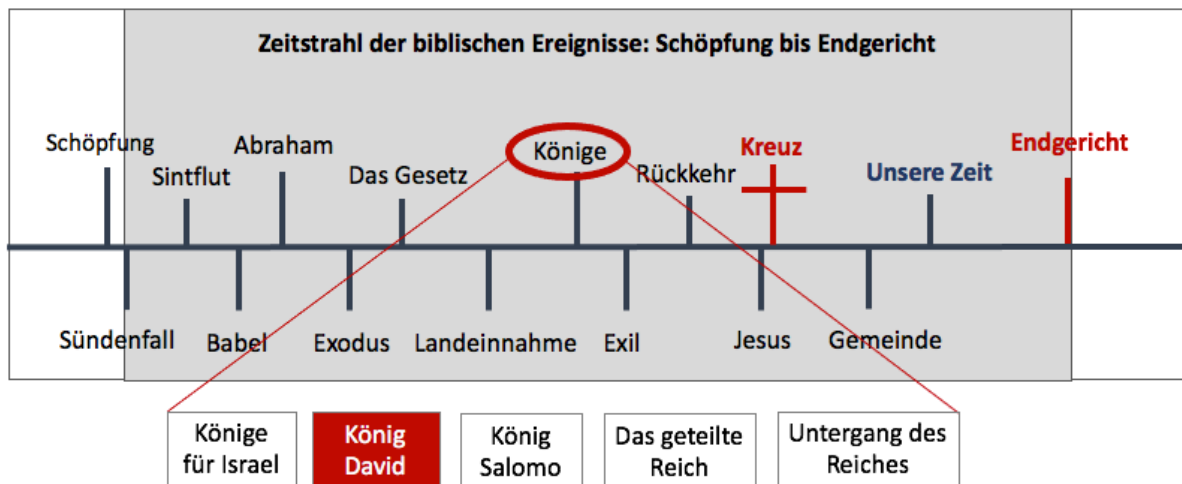 Zeitstrahl der biblischen Ereignisse: Schöpfung bis Endgericht
Schöpfung
Sintflut
Abraham
Das Gesetz
Könige
Rückkehr
Kreuz
Unsere Zeit
Endgericht
Sündenfall
Babel
Exodus
Landeinnahme
Exil
Jesus
Gemeinde
Könige
für Israel
König
David
König
Salomo
Das geteilte
Reich
Untergang des
Reiches